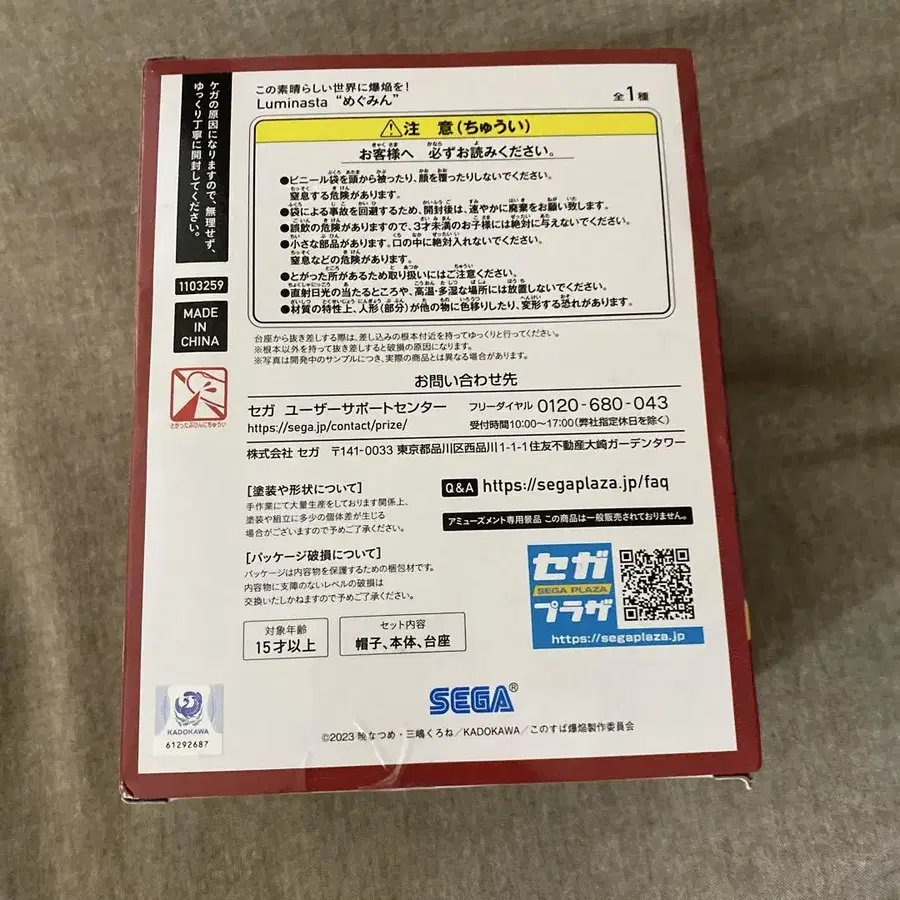 ケガの原因になりますので、無理せず、
ゆっくり丁寧に開封してください。
1103259
MADE
IN
CHINA
とがったぶひんにちゅうい
この素晴らしい世界に爆焔を!
Luminasta “めぐみん”
全1種
注 意(ちゅうい)
お客様へ 必ずお読みください。
●ビニール袋を頭から被ったり、顔を覆ったりしないでください。
窒息する危険があります。
●袋による事故を回避するため、開封後は、速やかに廃棄をお願い致します。
●誤飲の危険がありますので、3才未満のお子様には絶対に与えないでください。
●小さな部品があります。口の中に絶対入れないでください。
窒息などの危険があります。
●とがった所があるため取り扱いにはご注意ください。
●直射日光の当たるところや、高温・多湿な場所には放置しないでください。
●材質の特性上、人形(部分)が他の物に色移りしたり、変形する恐れがあります。
台座から抜き差しする際は、差し込みの根本付近を持ってゆっくりと行ってください。
※根本以外を持って抜き差しすると破損の原因になります。
※写真は開発中のサンプルにつき、実際の商品とは異なる場合があります。
お問い合わせ先
セガ ユーザーサポートセンター
https://sega.jp/contact/prize/
フリーダイヤル 0120-680-043
受付時間10:00～17:00(弊社指定休日を除く)
株式会社 セガ 〒141-0033 東京都品川区西品川1-1-1住友不動産大崎ガーデンタワー
[塗装や形状について]
手作業にて大量生産をしております関係上、
塗装や組立に多少の個体差が生じる
場合がございますので予めご了承ください。
[パッケージ破損について]
パッケージは内容物を保護するための梱包材です。
内容物に支障のないレベルの破損は
交換いたしかねますので予めご了承ください。
対象年齢
15才以上
セット内容
帽子、本体、台座
Q&A https://segaplaza.jp/faq
アミューズメント専用景品 この商品は一般販売されておりません。
セガ
SEGA PLAZA
プラザ
https://segaplaza.jp
KADOKAWA
61292687
SEGA®
©2023 暁なつめ・三嶋くろね/KADOKAWA/このすば爆焔製作委員会